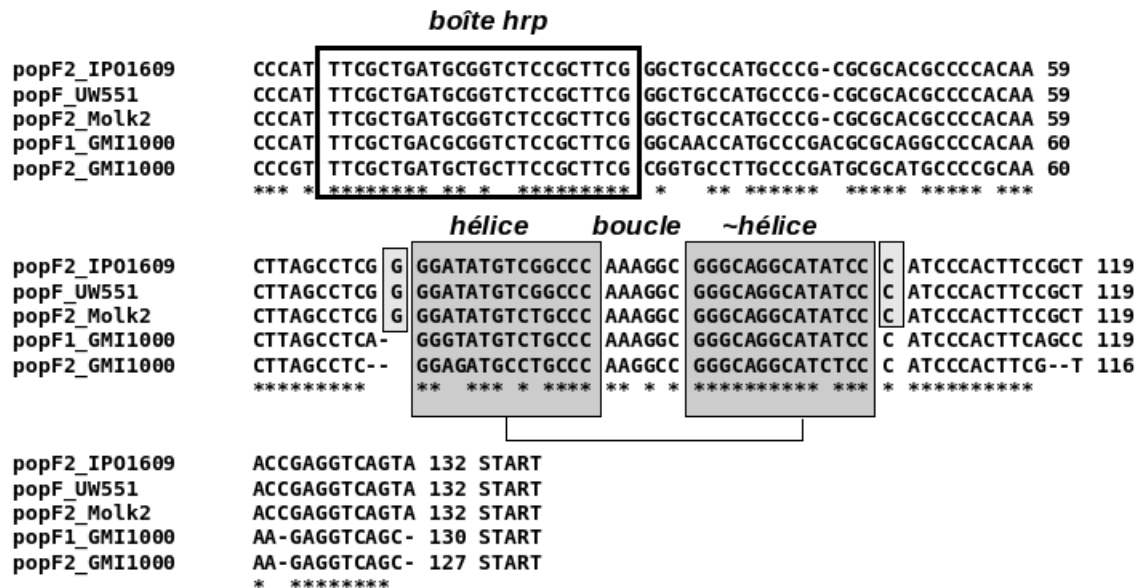 boîte hrp
popF2_IPO1609 CCCAT TTCGCTGATGCGGTCTCCGCTTCG GGCTGCCATGCCCG-CGCGCACGCCCCACAA 59
popF_UW551 CCCAT TTCGCTGATGCGGTCTCCGCTTCG GGCTGCCATGCCCG-CGCGCACGCCCCACAA 59
popF2_Molk2 CCCAT TTCGCTGATGCGGTCTCCGCTTCG GGCTGCCATGCCCG-CGCGCACGCCCCACAA 59
popF1_GMI1000 CCCAT TTCGCTGACGCGGTCTCCGCTTCG GGCAACCATGCCCGACGCGCAGGCCCCACAA 60
popF2_GMI1000 CCCGT TTCGCTGATGCTGCTTCCGCTTCG CGGTGCCTTGCCCGATGCGCATGCCCCGCAA 60
*** * ******** ** * ********* * ** ****** ***** ***** ***
hélice boucle ~hélice
popF2_IPO1609 CTTAGCCTCG G GGATATGTCGGCCC AAAGGC GGGCAGGCATATCC C ATCCCACTTCCGCT 119
popF_UW551 CTTAGCCTCG G GGATATGTCGGCCC AAAGGC GGGCAGGCATATCC C ATCCCACTTCCGCT 119
popF2_Molk2 CTTAGCCTCG G GGATATGTCTGCCC AAAGGC GGGCAGGCATATCC C ATCCCACTTCCGCT 119
popF1_GMI1000 CTTAGCCTCA- GGGTATGTCTGCCC AAAGGC GGGCAGGCATATCC C ATCCCACTTCAGCC 119
popF2_GMI1000 CTTAGCCTC-- GGAGATGCCTGCCC AAGGCC GGGCAGGCATCTCC C ATCCCACTTCG--T 116
********* ** *** * **** ** * * ********** *** * **********
popF2_IPO1609 ACCGAGGTCAGTA 132 START
popF_UW551 ACCGAGGTCAGTA 132 START
popF2_Molk2 ACCGAGGTCAGTA 132 START
popF1_GMI1000 AA-GAGGTCAGC- 130 START
popF2_GMI1000 AA-GAGGTCAGC- 127 START
* ********